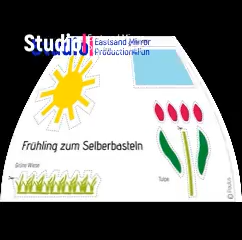 Studio
Eastsand Mirror
Production Fun
Frühling zum Selberbasteln
Grüne Wiese
Tulpe